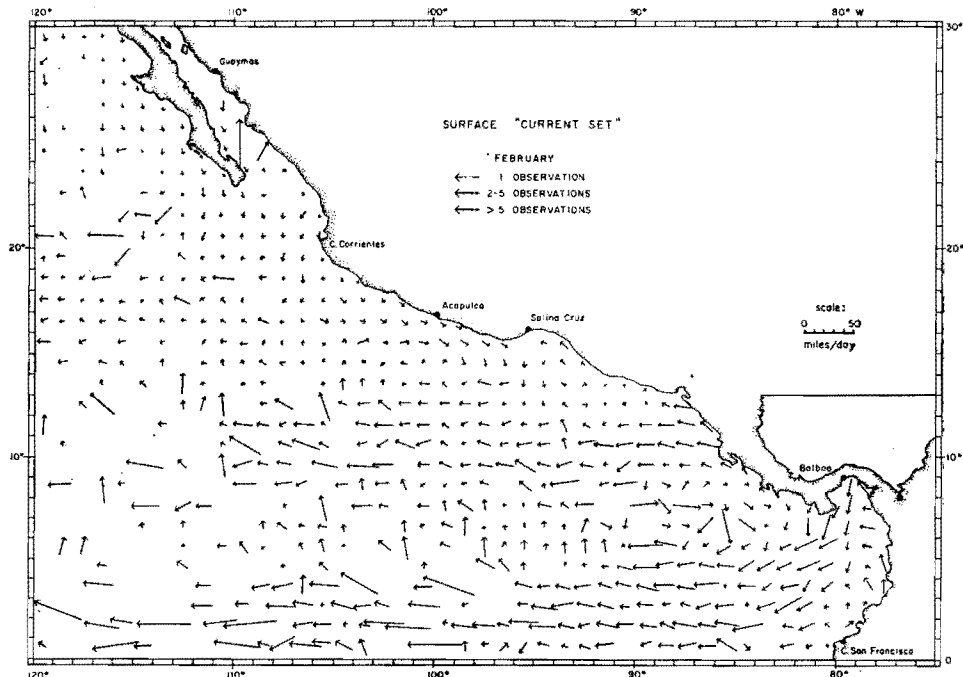 120° 110° 100° 90° 80° W
30°
Guaymas
SURFACE "CURRENT SET"
FEBRUARY
1 OBSERVATION
2-5 OBSERVATIONS
>5 OBSERVATIONS
C. Corrientes
20° 20°
Acapulco
Salina Cruz
scale:
0 50
miles/day
10° 10°
Balboa
0
C. San Francisco
120° 110° 100° 90° 80°